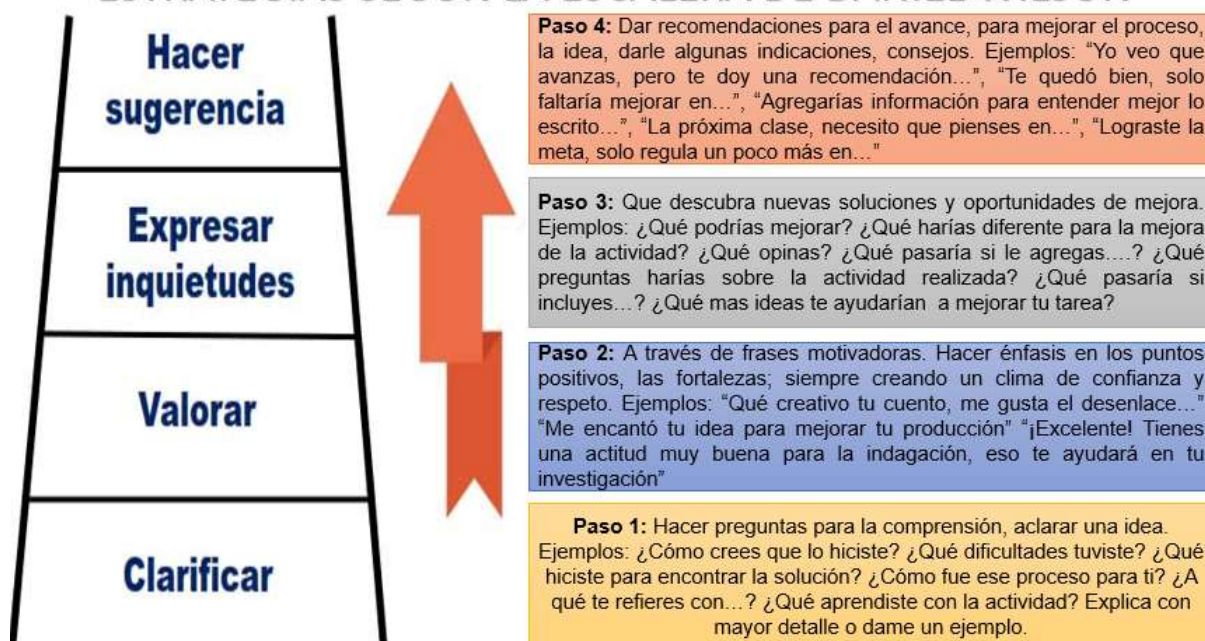 Hacer
sugerencia
Paso 4: Dar recomendaciones para el avance, para mejorar el proceso,
la idea, darle algunas indicaciones, consejos. Ejemplos: “Yo veo que
avanzas, pero te doy una recomendación…”, “Te quedó bien, solo
faltaría mejorar en…”, “Agregarías información para entender mejor lo
escrito…”, “La próxima clase, necesito que pienses en…”, “Lograste la
meta, solo regula un poco más en…”
Expresar
inquietudes
Paso 3: Que descubra nuevas soluciones y oportunidades de mejora.
Ejemplos: ¿Qué podrías mejorar? ¿Qué harías diferente para la mejora
de la actividad? ¿Qué opinas? ¿Qué pasaría si le agregas….? ¿Qué
preguntas harías sobre la actividad realizada? ¿Qué pasaría si
incluyes…? ¿Qué mas ideas te ayudarían a mejorar tu tarea?
Valorar
Paso 2: A través de frases motivadoras. Hacer énfasis en los puntos
positivos, las fortalezas; siempre creando un clima de confianza y
respeto. Ejemplos: “Qué creativo tu cuento, me gusta el desenlace…”
“Me encantó tu idea para mejorar tu producción” “¡Excelente! Tienes
una actitud muy buena para la indagación, eso te ayudará en tu
investigación”
Clarificar
Paso 1: Hacer preguntas para la comprensión, aclarar una idea.
Ejemplos: ¿Cómo crees que lo hiciste? ¿Qué dificultades tuviste? ¿Qué
hiciste para encontrar la solución? ¿Cómo fue ese proceso para ti? ¿A
qué te refieres con…? ¿Qué aprendiste con la actividad? Explica con
mayor detalle o dame un ejemplo.